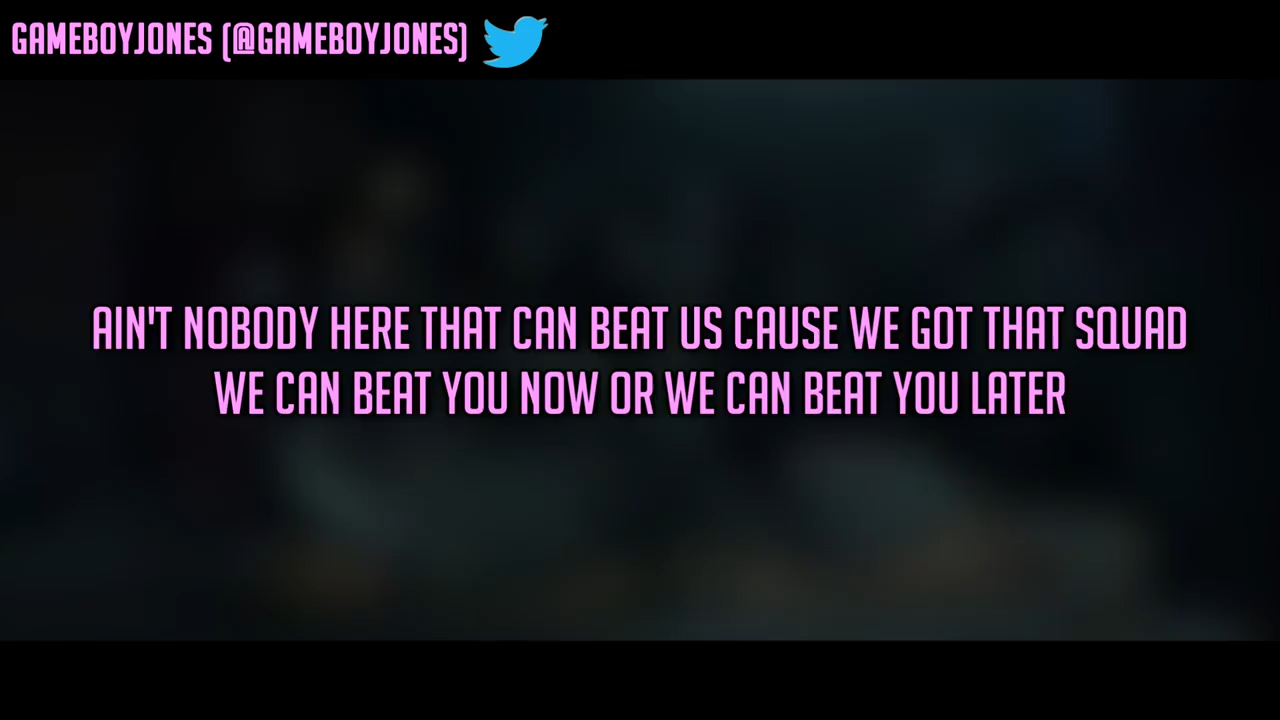 GAMEBOYJONES (@GAMEBOYJONES)
AIN'T NOBODY HERE THAT CAN BEAT US CAUSE WE GOT THAT SQUAD
WE CAN BEAT YOU NOW OR WE CAN BEAT YOU LATER